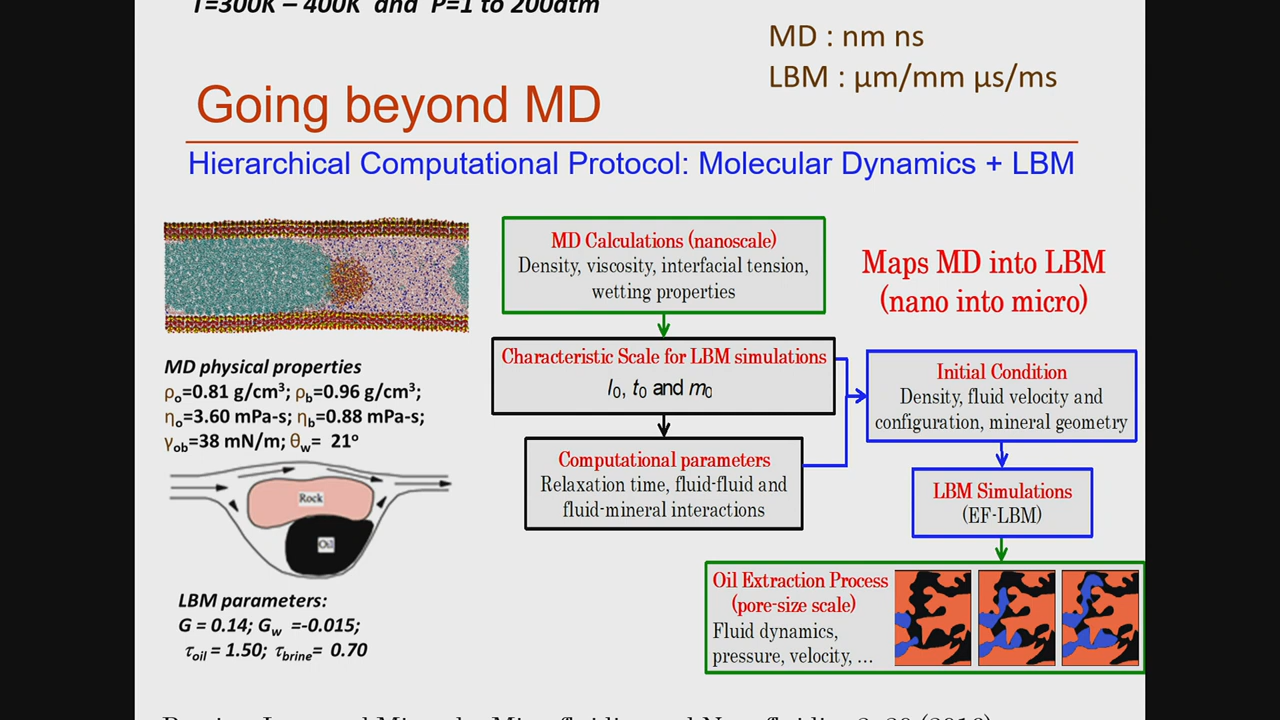 T=300K – 400K and P=1 to 200atm
MD : nm ns
LBM : µm/mm µs/ms
Going beyond MD
Hierarchical Computational Protocol: Molecular Dynamics + LBM
MD Calculations (nanoscale)
Density, viscosity, interfacial tension,
wetting properties
Maps MD into LBM
(nano into micro)
Characteristic Scale for LBM simulations
l₀, t₀ and m₀
MD physical properties
ρₒ=0.81 g/cm³; ρb=0.96 g/cm³;
ηₒ=3.60 mPa-s; ηb=0.88 mPa-s;
γob=38 mN/m; θw= 21°
Initial Condition
Density, fluid velocity and
configuration, mineral geometry
Computational parameters
Relaxation time, fluid-fluid and
fluid-mineral interactions
Rock
Oil
LBM Simulations
(EF-LBM)
LBM parameters:
G = 0.14; Gw =-0.015;
τoil = 1.50; τbrine= 0.70
Oil Extraction Process
(pore-size scale)
Fluid dynamics,
pressure, velocity, ...